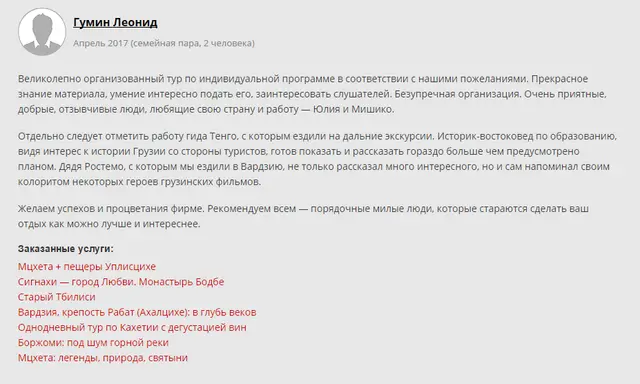 Гумин Леонид
Апрель 2017 (семейная пара, 2 человека)
Великолепно организованный тур по индивидуальной программе в соответствии с нашими пожеланиями. Прекрасное
знание материала, умение интересно подать его, заинтересовать слушателей. Безупречная организация. Очень приятные,
добрые, отзывчивые люди, любящие свою страну и работу — Юлия и Мишико.
Отдельно следует отметить работу гида Тенго, с которым ездили на дальние экскурсии. Историк-востоковед по образованию,
видя интерес к истории Грузии со стороны туристов, готов показать и рассказать гораздо больше чем предусмотрено
планом. Дядя Ростемо, с которым мы ездили в Вардзию, не только рассказал много интересного, но и сам напоминал своим
колоритом некоторых героев грузинских фильмов.
Желаем успехов и процветания фирме. Рекомендуем всем — порядочные милые люди, которые стараются сделать ваш
отдых как можно лучше и интереснее.
Заказанные услуги:
Мцхета + пещеры Уплисцихе
Сигнахи — город Любви. Монастырь Бодбе
Старый Тбилиси
Вардзия, крепость Рабат (Ахалцихе): в глубь веков
Однодневный тур по Кахетии с дегустацией вин
Боржоми: под шум горной реки
Мцхета: легенды, природа, святыни